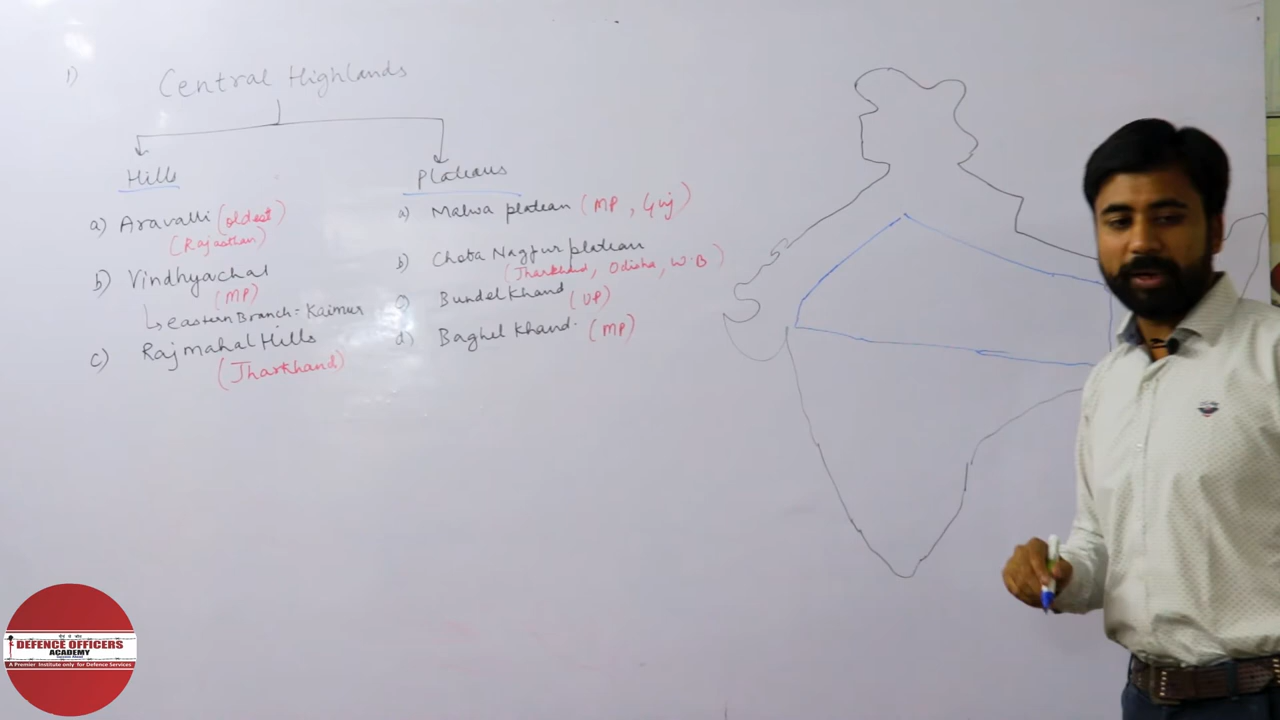 1) Central Highlands
Hills
a) Aravalli (oldest)
(Rajasthan)
b) Vindhyachal
(MP)
eastern Branch = Kaimur
c) Rajmahal Hills
(Jharkhand)
Plateaus
a) Malwa plateau (MP, Guj)
b) Chota Nagpur plateau
(Jharkhand, Odisha, W.B)
c) Bundelkhand (UP)
d) Baghel Khand. (MP)
DEFENCE OFFICERS
ACADEMY
A Premier Institute only for Defence Services